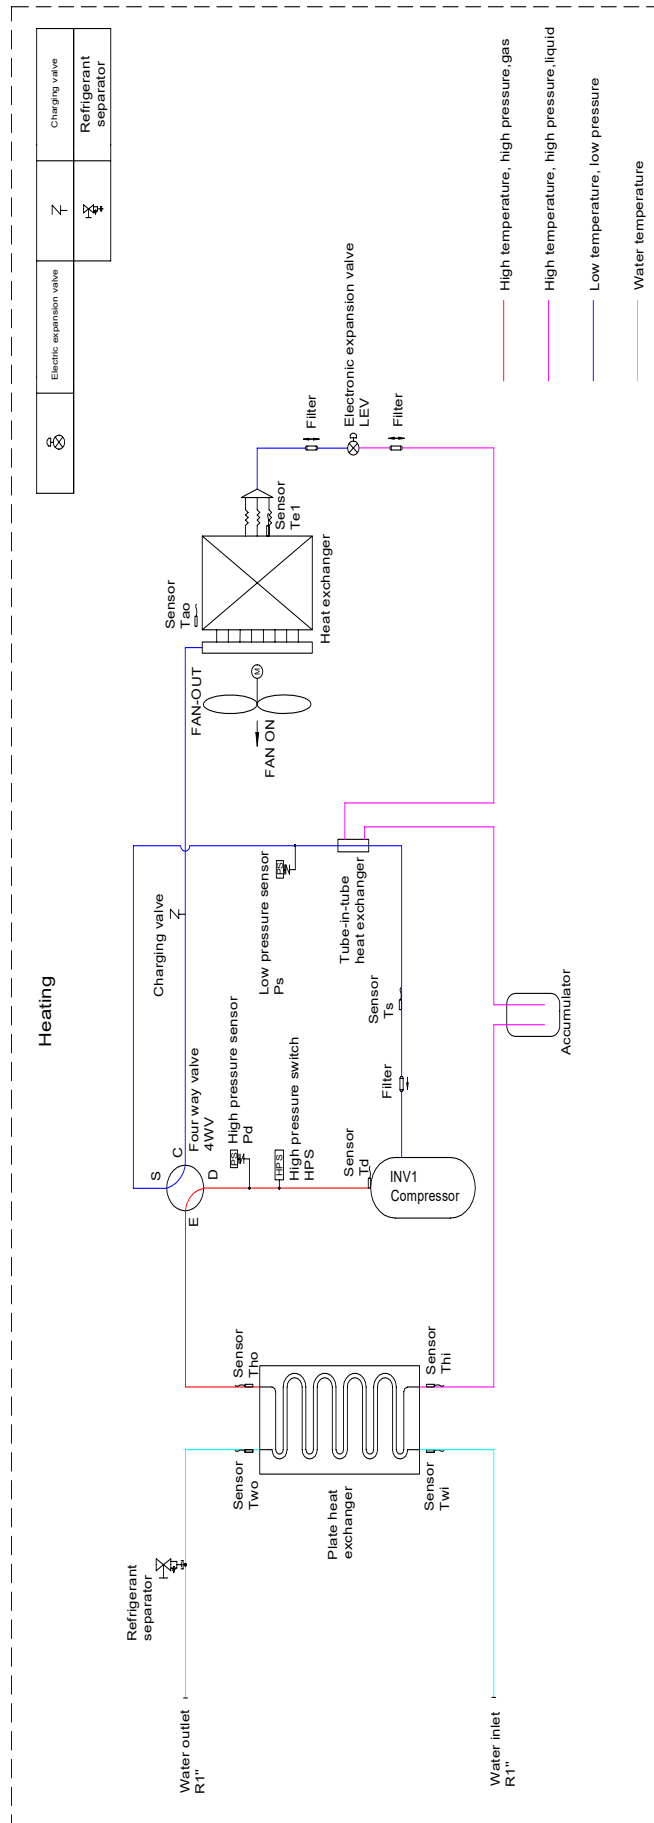 Heating
Electric expansion valve
Charging valve
Refrigerant
separator
Water outlet
R1"
Refrigerant
separator
Sensor
Two
Sensor
Tho
Plate heat
exchanger
Sensor
Twi
Sensor
Thi
Water inlet
R1"
E
S
C
D
Four way valve
4WV
PS
High pressure sensor
Pd
HPS
High pressure switch
HPS
Sensor
Td
INV1
Compressor
Filter
Sensor
Ts
Charging valve
Low pressure sensor
Ps
PS
Tube-in-tube
heat exchanger
Accumulator
FAN-OUT
M
FAN ON
Sensor
Tao
Heat exchanger
Sensor
Te1
Filter
Electronic expansion valve
LEV
Filter
High temperature, high pressure,gas
High temperature, high pressure,liquid
Low temperature, low pressure
Water temperature